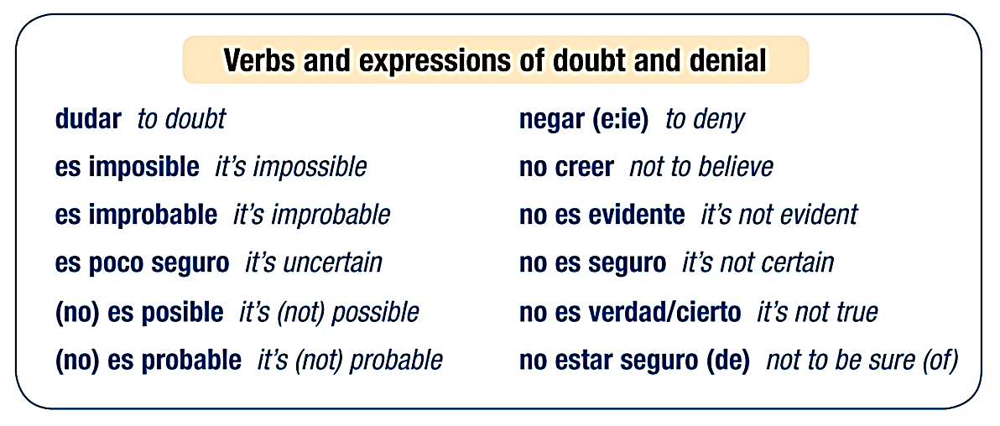 Verbs and expressions of doubt and denial
dudar to doubt
es imposible it's impossible
es improbable it's improbable
es poco seguro it's uncertain
(no) es posible it's (not) possible
(no) es probable it's (not) probable
negar (e:ie) to deny
no creer not to believe
no es evidente it's not evident
no es seguro it's not certain
no es verdad/cierto it's not true
no estar seguro (de) not to be sure (of)